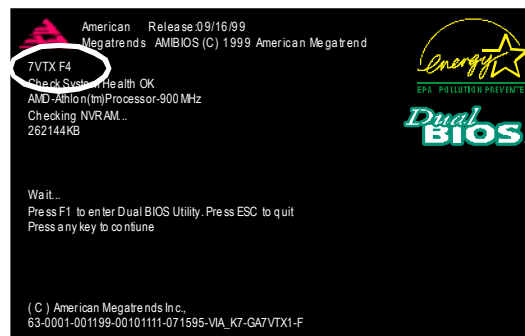 American Release:09/16/99
Megatrends AMIBIOS (C) 1999 American Megatrend
7VTX F4
Check System Health OK
AMD-Athlon(tm)Processor-900 MHz
Checking NVRAM...
262144KB
energy
EPA POLLUTION PREVENTE
Dual
BIOS
Wait...
Press F1 to enter Dual BIOS Utility. Press ESC to quit
Press any key to contiune
( C ) American Megatrends Inc.,
63-0001-001199-00101111-071595-VIA_K7-GA7VTX1-F